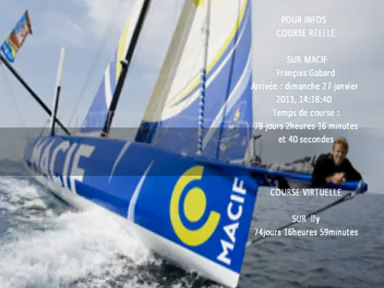 POUR INFOS
COURSE REELLE
SUR MACIF
François Gabard
Arrivée : dimanche 27 janvier
2013, 14:18:40
Temps de course :
78 jours 2heures 16 minutes
et 40 secondes
COURSE VIRTUELLE
SUR Illy
74jours 16heures 59minutes
MACIF
MACIF